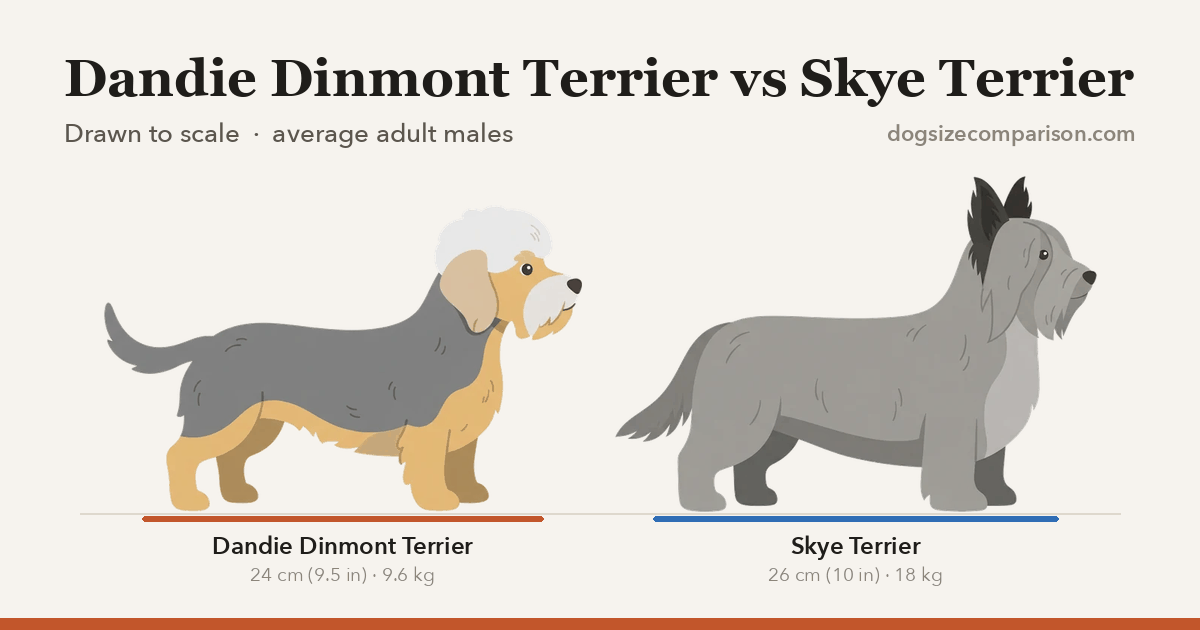 Dandie Dinmont Terrier vs Skye Terrier
Drawn to scale · average adult males
dogsizecomparison.com
Dandie Dinmont Terrier
24 cm (9.5 in) · 9.6 kg
Skye Terrier
26 cm (10 in) · 18 kg